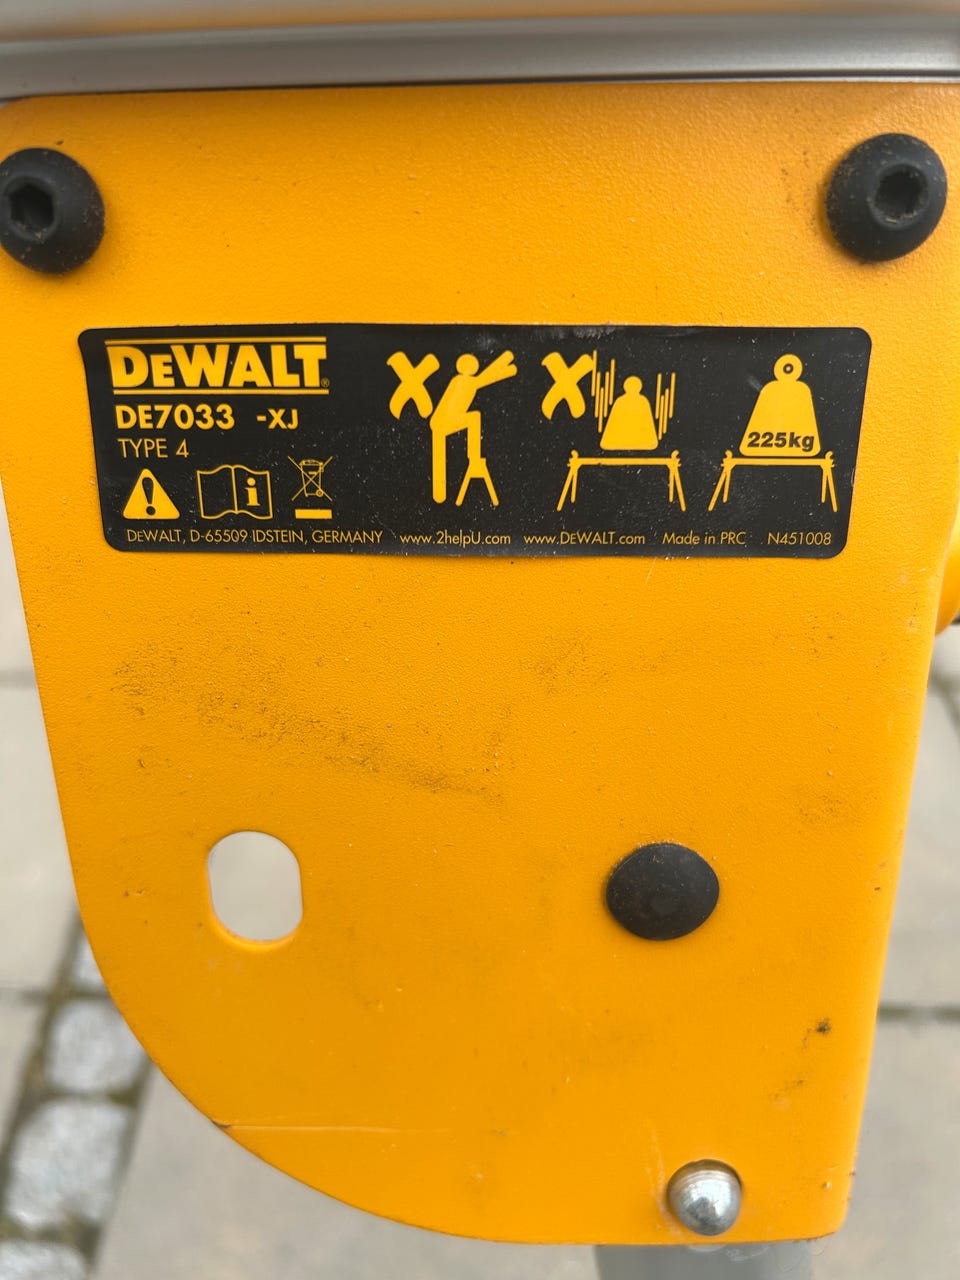 DEWALT®
DE7033 -XJ
TYPE 4
i
225kg
DEWALT, D-65509 IDSTEIN, GERMANY www.2helpU.com www.DEWALT.com Made in PRC N451008